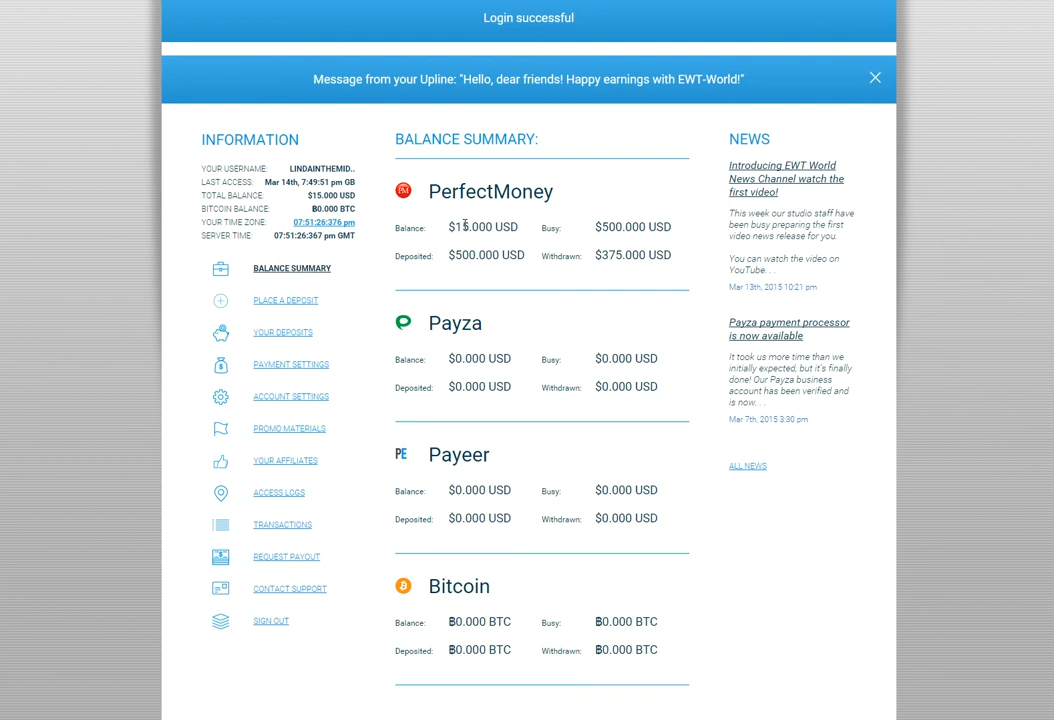 Login successful
Message from your Upline: "Hello, dear friends! Happy earnings with EWT-World!"
INFORMATION
YOUR USERNAME: LINDAINTHEMID..
LAST ACCESS: Mar 14th, 7:49:51 pm GB
TOTAL BALANCE: $15.000 USD
BITCOIN BALANCE: ฿0.000 BTC
YOUR TIME ZONE: 07:51:26:376 pm
SERVER TIME: 07:51:26:367 pm GMT
BALANCE SUMMARY
PLACE A DEPOSIT
YOUR DEPOSITS
PAYMENT SETTINGS
ACCOUNT SETTINGS
PROMO MATERIALS
YOUR AFFILIATES
ACCESS LOGS
TRANSACTIONS
REQUEST PAYOUT
CONTACT SUPPORT
SIGN OUT
BALANCE SUMMARY:
PM PerfectMoney
Balance: $15.000 USD Busy: $500.000 USD
Deposited: $500.000 USD Withdrawn: $375.000 USD
Payza
Balance: $0.000 USD Busy: $0.000 USD
Deposited: $0.000 USD Withdrawn: $0.000 USD
PE Payeer
Balance: $0.000 USD Busy: $0.000 USD
Deposited: $0.000 USD Withdrawn: $0.000 USD
Bitcoin
Balance: ฿0.000 BTC Busy: ฿0.000 BTC
Deposited: ฿0.000 BTC Withdrawn: ฿0.000 BTC
NEWS
Introducing EWT World
News Channel watch the
first video!
This week our studio staff have
been busy preparing the first
video news release for you.
You can watch the video on
YouTube. . .
Mar 13th, 2015 10:21 pm
Payza payment processor
is now available
It took us more time than we
initially expected, but it's finally
done! Our Payza business
account has been verified and
is now. . .
Mar 7th, 2015 3:30 pm
ALL NEWS